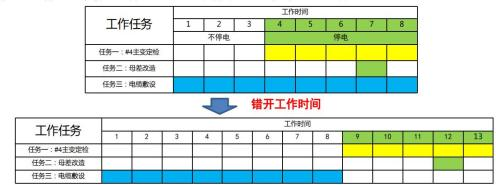 工作任务 工作时间
1 2 3 4 5 6 7 8
不停电 停电
任务一：#4主变定检
任务二：母差改造
任务三：电缆敷设
错开工作时间
工作任务 工作时间
1 2 3 4 5 6 7 8 9 10 11 12 13
任务一：#4主变定检
任务二：母差改造
任务三：电缆敷设